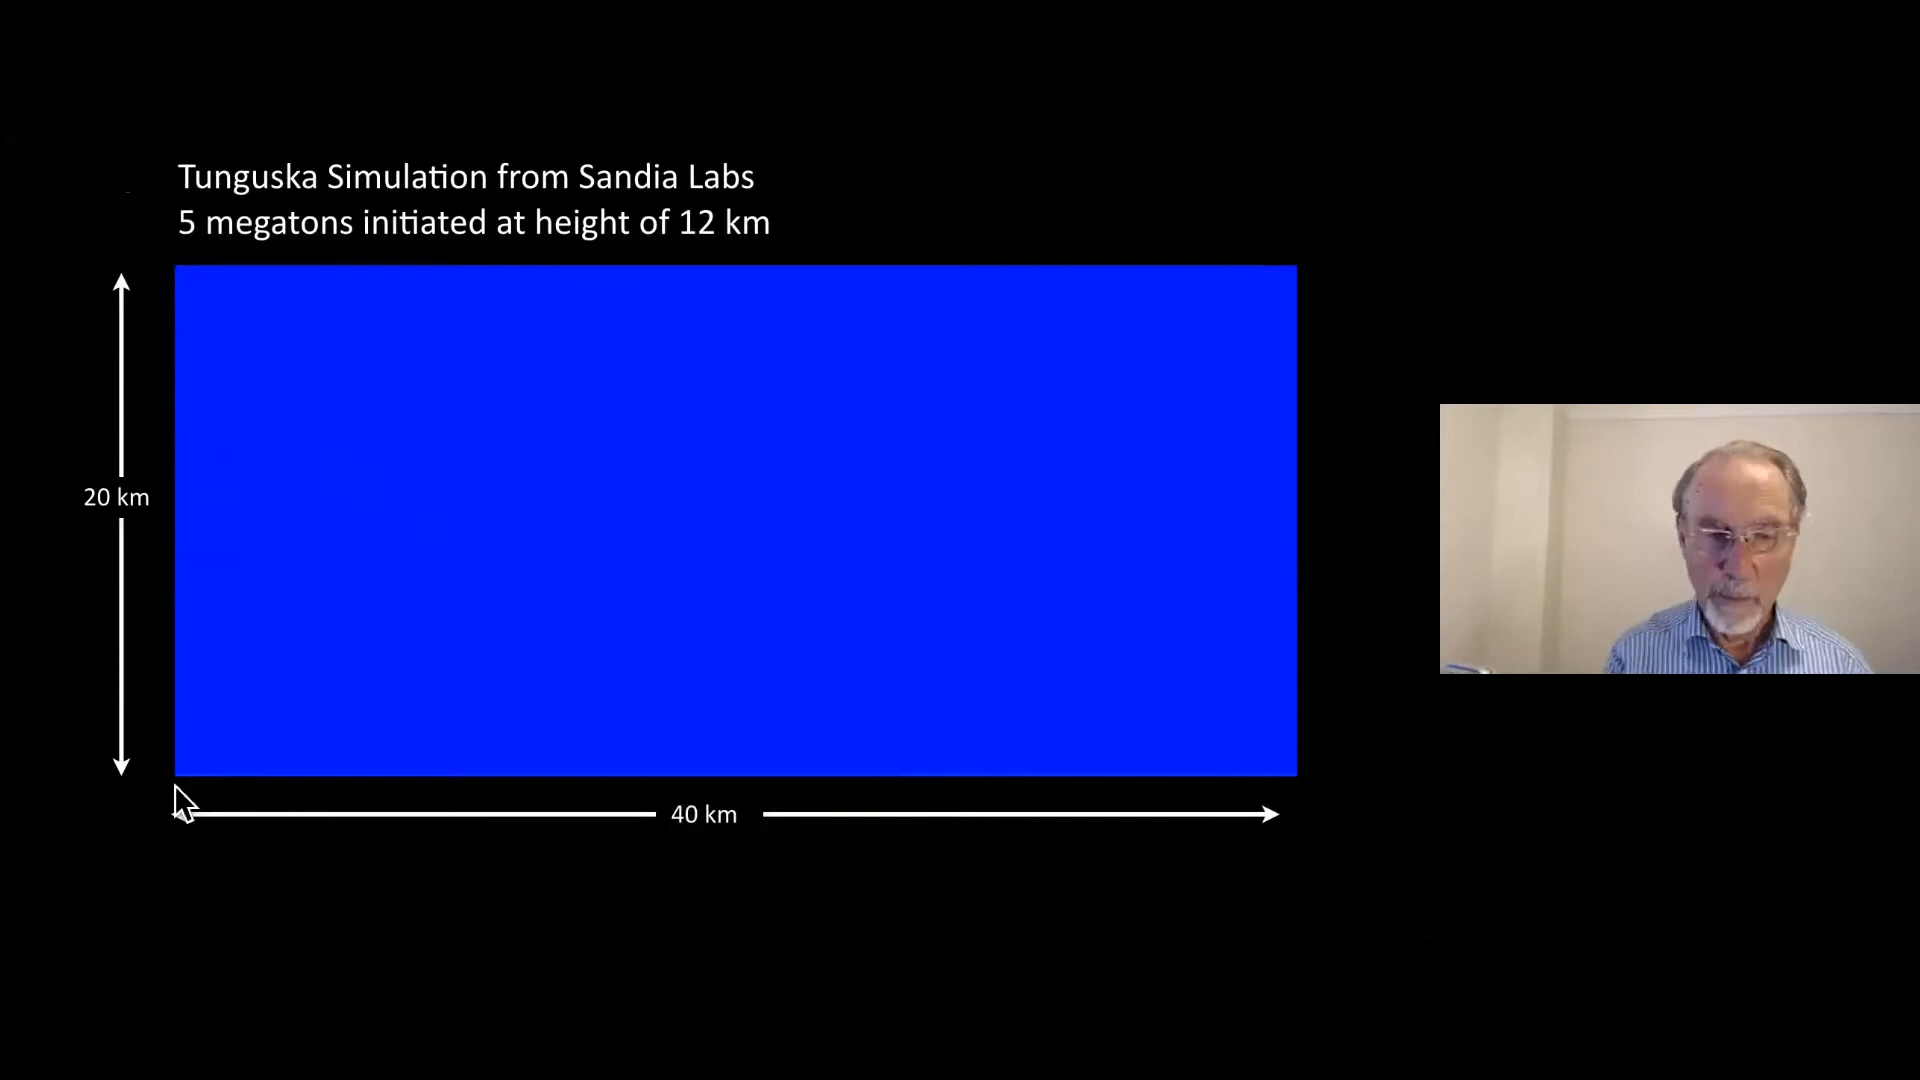 Tunguska Simulation from Sandia Labs
5 megatons initiated at height of 12 km
20 km
40 km